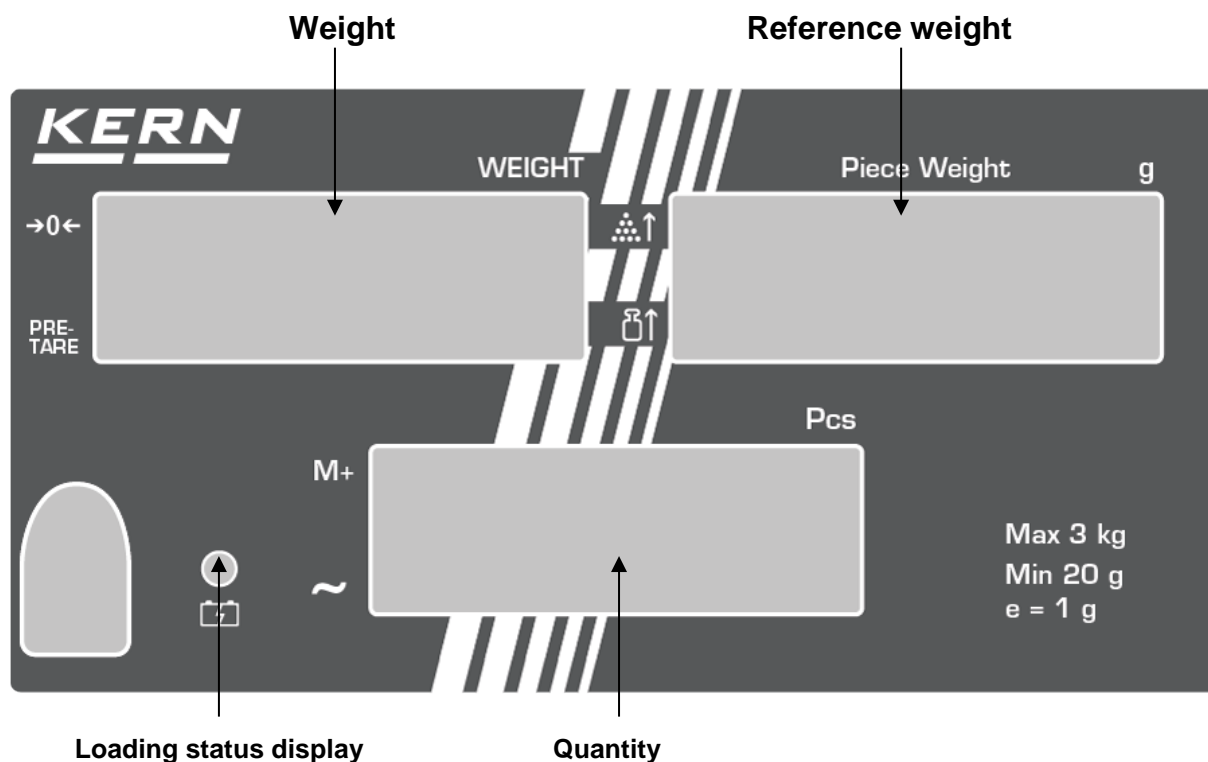 Weight
Reference weight
KERN
WEIGHT
Piece Weight g
→0←
PRE-
TARE
Pcs
M+
~
Max 3 kg
Min 20 g
e = 1 g
Loading status display
Quantity